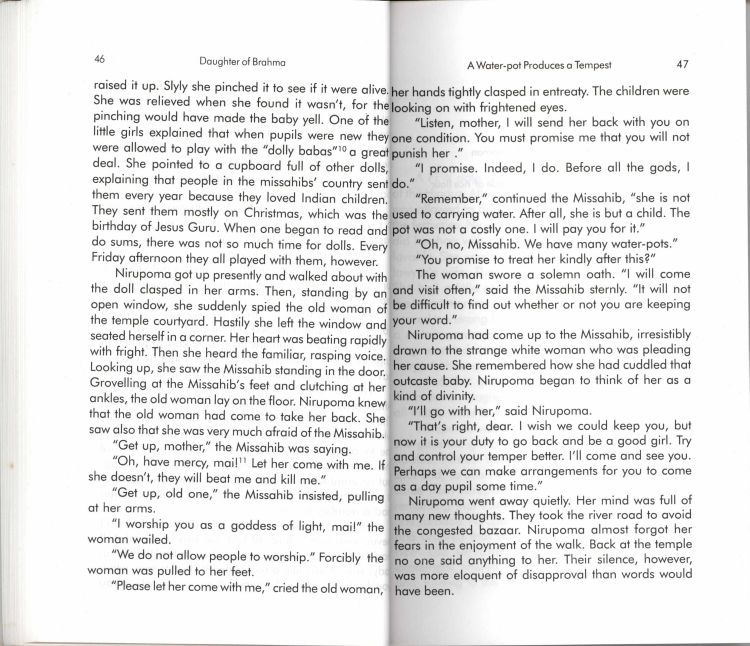 46
Daughter of Brahma
raised it up. Slyly she pinched it to see if it were alive.
She was relieved when she found it wasn't, for the
pinching would have made the baby yell. One of the
little girls explained that when pupils were new they
were allowed to play with the "dolly babas"10 a great
deal. She pointed to a cupboard full of other dolls,
explaining that people in the missahibs' country sent
them every year because they loved Indian children.
They sent them mostly on Christmas, which was the
birthday of Jesus Guru. When one began to read and
do sums, there was not so much time for dolls. Every
Friday afternoon they all played with them, however.
Nirupoma got up presently and walked about with
the doll clasped in her arms. Then, standing by an
open window, she suddenly spied the old woman of
the temple courtyard. Hastily she left the window and
seated herself in a corner. Her heart was beating rapidly
with fright. Then she heard the familiar, rasping voice.
Looking up, she saw the Missahib standing in the door.
Grovelling at the Missahib's feet and clutching at her
ankles, the old woman lay on the floor. Nirupoma knew
that the old woman had come to take her back. She
saw also that she was very much afraid of the Missahib.
"Get up, mother," the Missahib was saying.
"Oh, have mercy, mai!11 Let her come with me. If
she doesn't, they will beat me and kill me."
"Get up, old one," the Missahib insisted, pulling
at her arms.
"I worship you as a goddess of light, mai!" the
woman wailed.
"We do not allow people to worship." Forcibly the
woman was pulled to her feet.
"Please let her come with me," cried the old woman,
A Water-pot Produces a Tempest
47
her hands tightly clasped in entreaty. The children were
looking on with frightened eyes.
"Listen, mother, I will send her back with you on
one condition. You must promise me that you will not
punish her ."
"I promise. Indeed, I do. Before all the gods, I
do."
"Remember," continued the Missahib, "she is not
used to carrying water. After all, she is but a child. The
pot was not a costly one. I will pay you for it."
"Oh, no, Missahib. We have many water-pots."
"You promise to treat her kindly after this?"
The woman swore a solemn oath. "I will come
and visit often," said the Missahib sternly. "It will not
be difficult to find out whether or not you are keeping
your word."
Nirupoma had come up to the Missahib, irresistibly
drawn to the strange white woman who was pleading
her cause. She remembered how she had cuddled that
outcaste baby. Nirupoma began to think of her as a
kind of divinity.
"I'll go with her," said Nirupoma.
"That's right, dear. I wish we could keep you, but
now it is your duty to go back and be a good girl. Try
and control your temper better. I'll come and see you.
Perhaps we can make arrangements for you to come
as a day pupil some time."
Nirupoma went away quietly. Her mind was full of
many new thoughts. They took the river road to avoid
the congested bazaar. Nirupoma almost forgot her
fears in the enjoyment of the walk. Back at the temple
no one said anything to her. Their silence, however,
was more eloquent of disapproval than words would
have been.